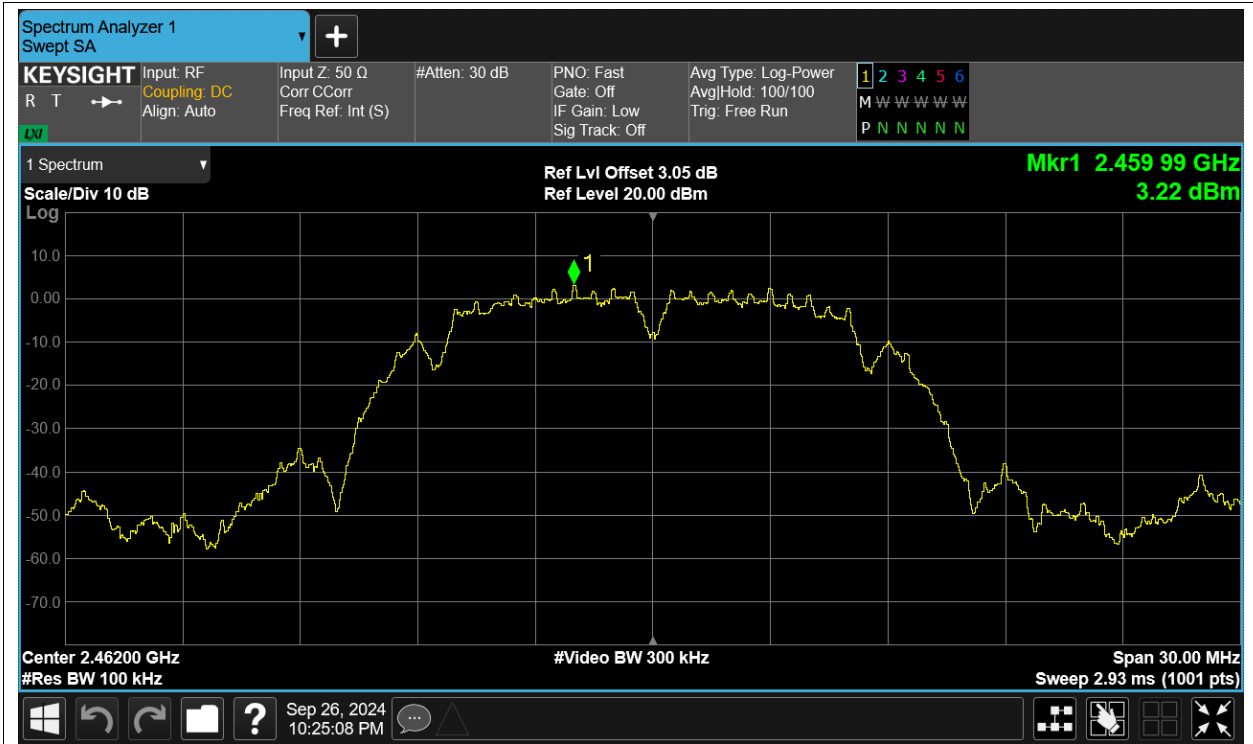 Spectrum Analyzer 1
Swept SA
+
KEYSIGHT
R T
LXI
Input: RF
Coupling: DC
Align: Auto
Input Z: 50 Ω
Corr CCorr
Freq Ref: Int (S)
#Atten: 30 dB
PNO: Fast
Gate: Off
IF Gain: Low
Sig Track: Off
Avg Type: Log-Power
Avg|Hold: 100/100
Trig: Free Run
1 2 3 4 5 6
M W W W W W
P N N N N N
1 Spectrum
Scale/Div 10 dB
Log
Ref Lvl Offset 3.05 dB
Ref Level 20.00 dBm
Mkr1 2.459 99 GHz
3.22 dBm
1
10.0
0.00
-10.0
-20.0
-30.0
-40.0
-50.0
-60.0
-70.0
Center 2.46200 GHz
#Res BW 100 kHz
#Video BW 300 kHz
Span 30.00 MHz
Sweep 2.93 ms (1001 pts)
?
Sep 26, 2024
10:25:08 PM